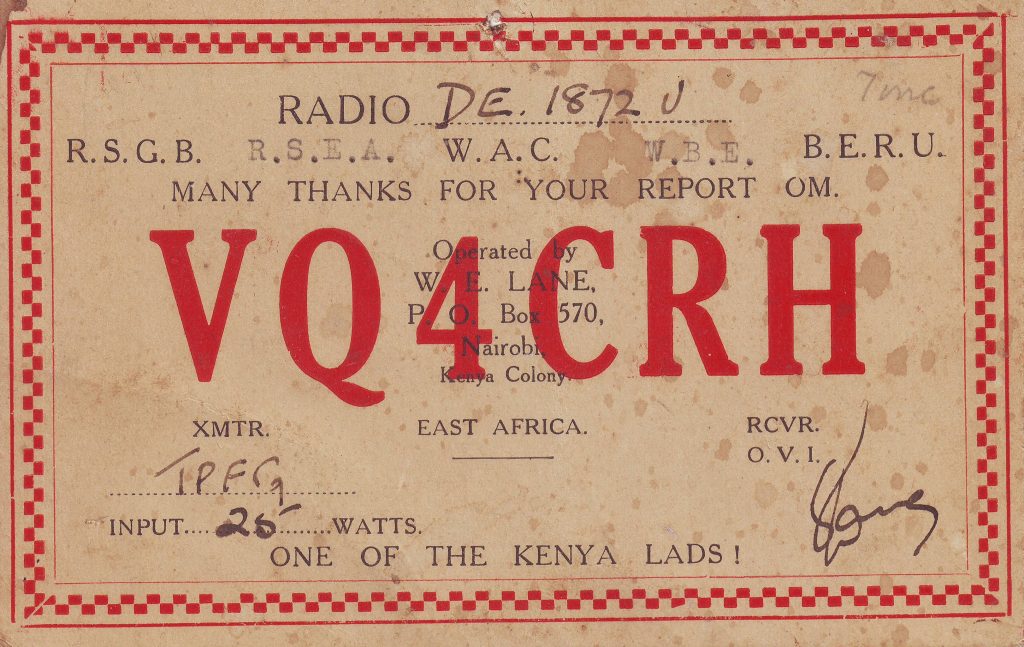 RADIO DE. 1872 U
R.S.G.B. R.S.E.A. W.A.C. W.B.E. B.E.R.U.
MANY THANKS FOR YOUR REPORT OM.
VQ4CRH
Operated by
W. E. LANE,
P. O. Box 570,
Nairobi,
Kenya Colony.
XMTR. EAST AFRICA. RCVR.
O. V. I.
TPFG
INPUT....25......WATTS.
ONE OF THE KENYA LADS!